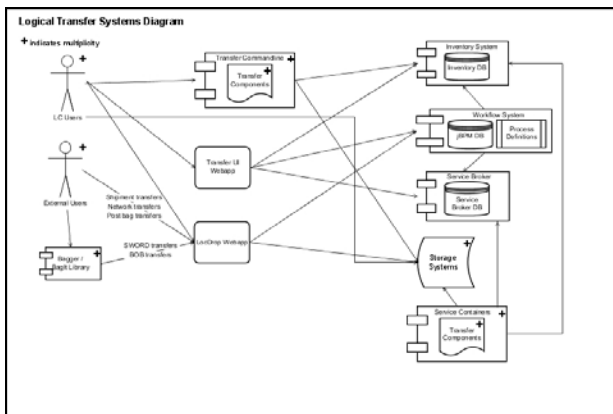 Logical Transfer Systems Diagram
+ indicates multiplicity
+
LC Users
+
External Users
Transfer Commandline +
Transfer
Components
+
Inventory System
+
Inventory DB
Workflow System
jBPM DB
Process
Definitions
Transfer UI
Webapp
Service Broker
Service
Broker DB
Shipment transfers
Network transfers
Post bag transfers
SWORD transfers
BOB transfers
LocDrop Webapp
Bagger /
BagIt Library
+
Storage
Systems
+
Service Containers
+
Transfer
Components
+